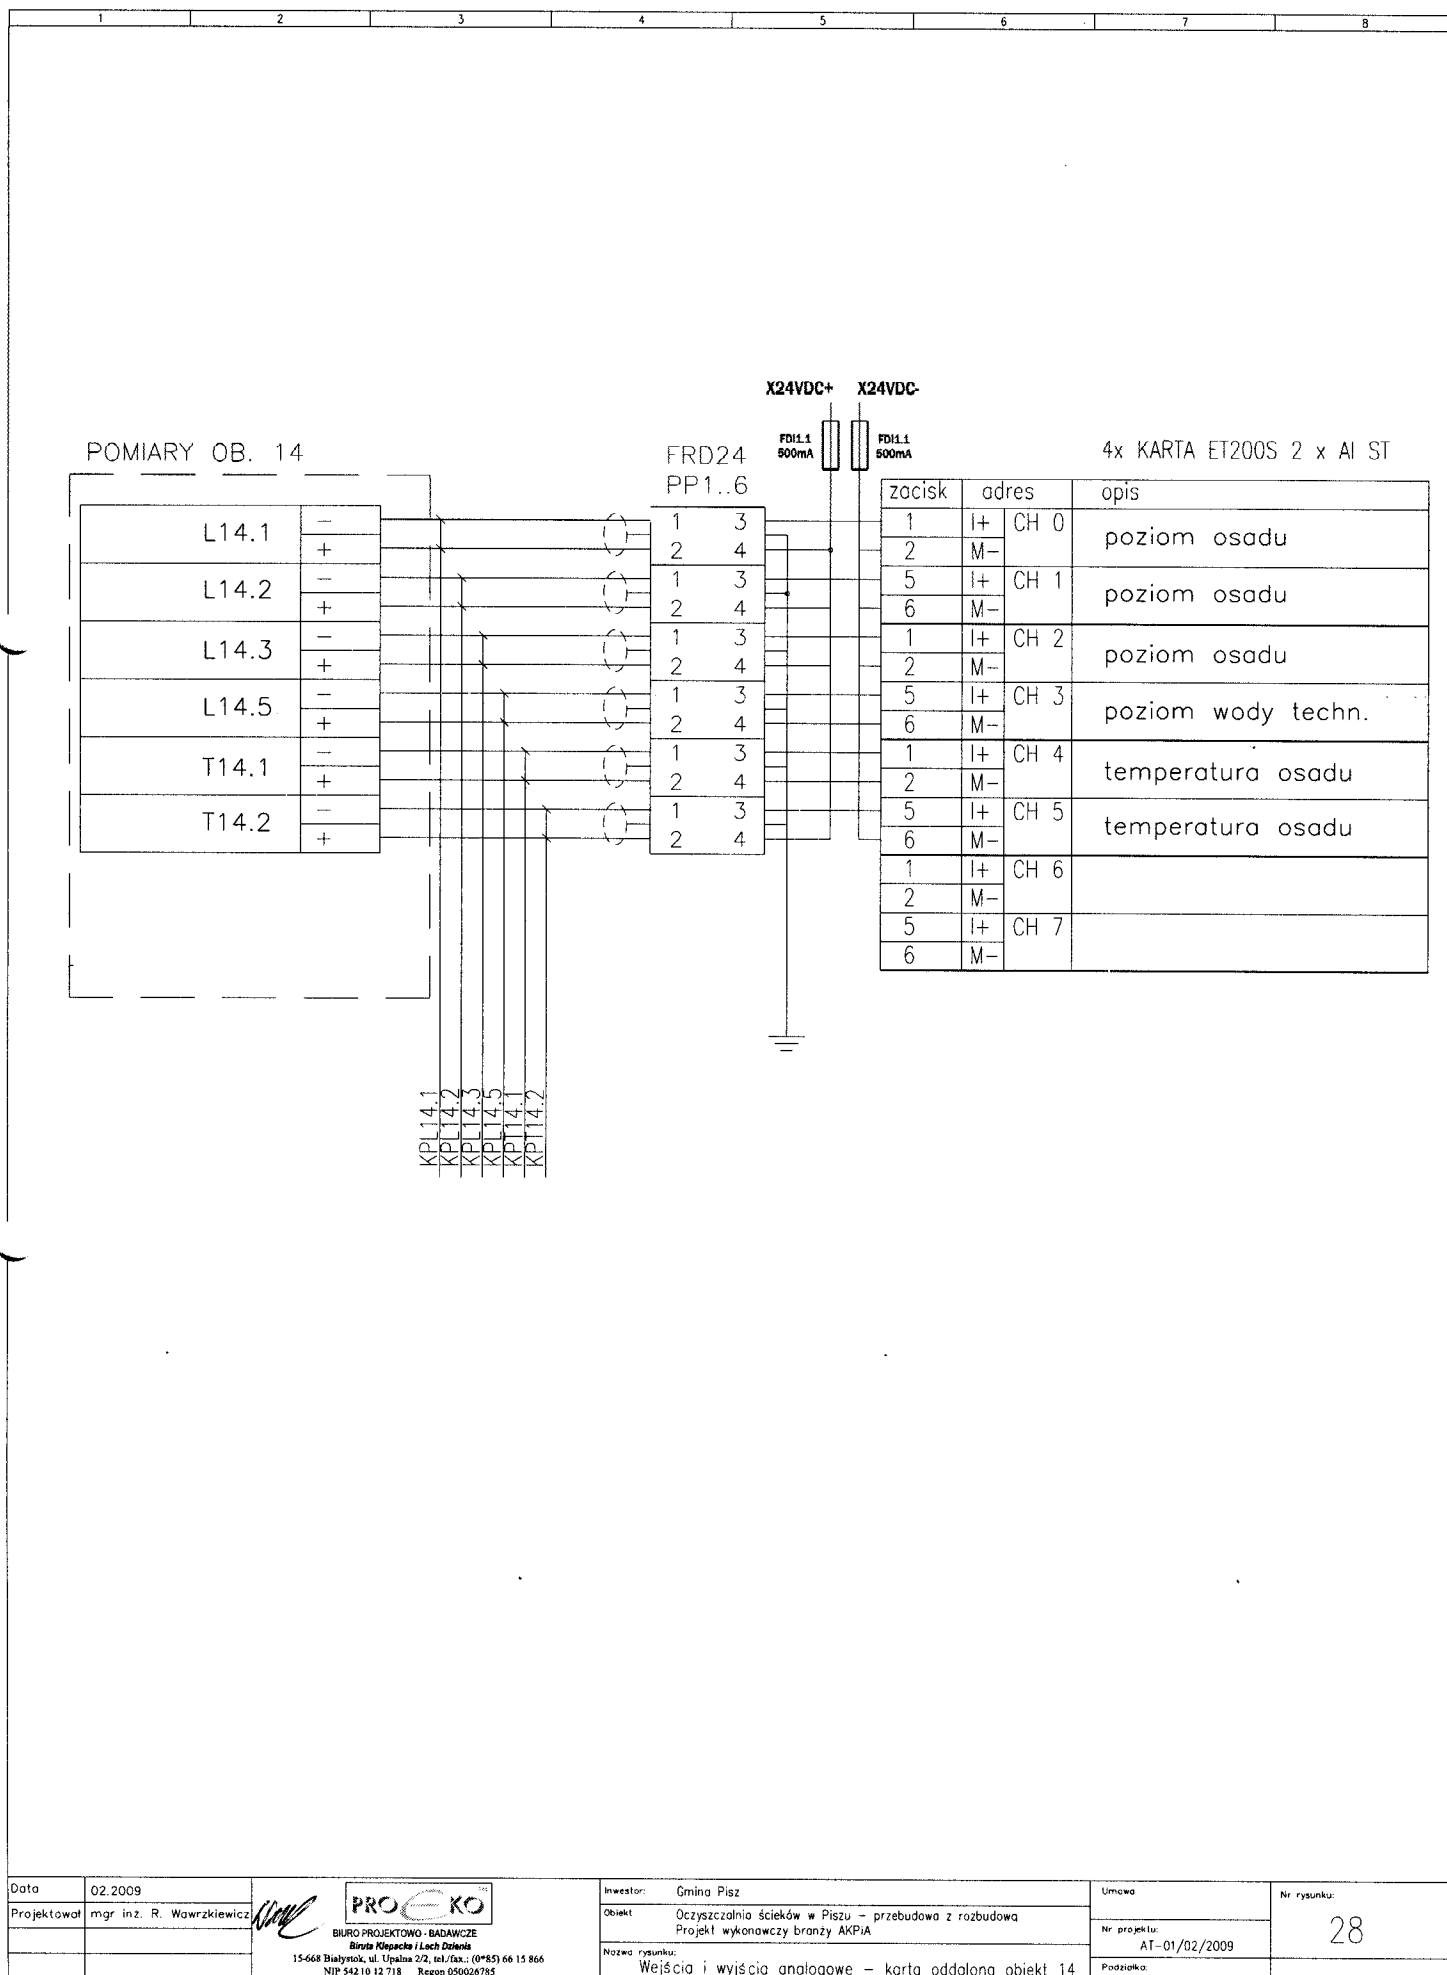 1 2 3 4 5 6 7 8
X24VDC+ X24VDC-
FDI1.1
500mA
FDI1.1
500mA
POMIARY OB. 14
FRD24
PP1..6
4x KARTA ET200S 2 x AI ST
zacisk adres opis
L14.1 - 1 3 1 I+ CH 0 poziom osadu
+ 2 4 2 M-
L14.2 - 1 3 5 I+ CH 1 poziom osadu
+ 2 4 6 M-
L14.3 - 1 3 1 I+ CH 2 poziom osadu
+ 2 4 2 M-
L14.5 - 1 3 5 I+ CH 3 poziom wody techn.
+ 2 4 6 M-
T14.1 - 1 3 1 I+ CH 4 temperatura osadu
+ 2 4 2 M-
T14.2 - 1 3 5 I+ CH 5 temperatura osadu
+ 2 4 6 M-
1 I+ CH 6
2 M-
5 I+ CH 7
6 M-
KPL14.1
KPL14.2
KPL14.3
KPL14.5
KPT14.1
KPT14.2
Data 02.2009
Projektował mgr inż. R. Wawrzkiewicz
PRO KO
BIURO PROJEKTOWO - BADAWCZE
Biruta Klepacka i Lech Dzienis
15-668 Białystok, ul. Upalna 2/2, tel./fax.: (0*85) 66 15 866
NIP 542 10 12 718 Regon 050026785
Inwestor: Gmina Pisz
Obiekt Oczyszczalnia ścieków w Piszu – przebudowa z rozbudową
Projekt wykonawczy branży AKPiA
Nazwa rysunku:
Wejścia i wyjścia analogowe – karta oddalona obiekt 14
Umowa
Nr projektu:
AT-01/02/2009
Podziałka:
Nr rysunku:
28